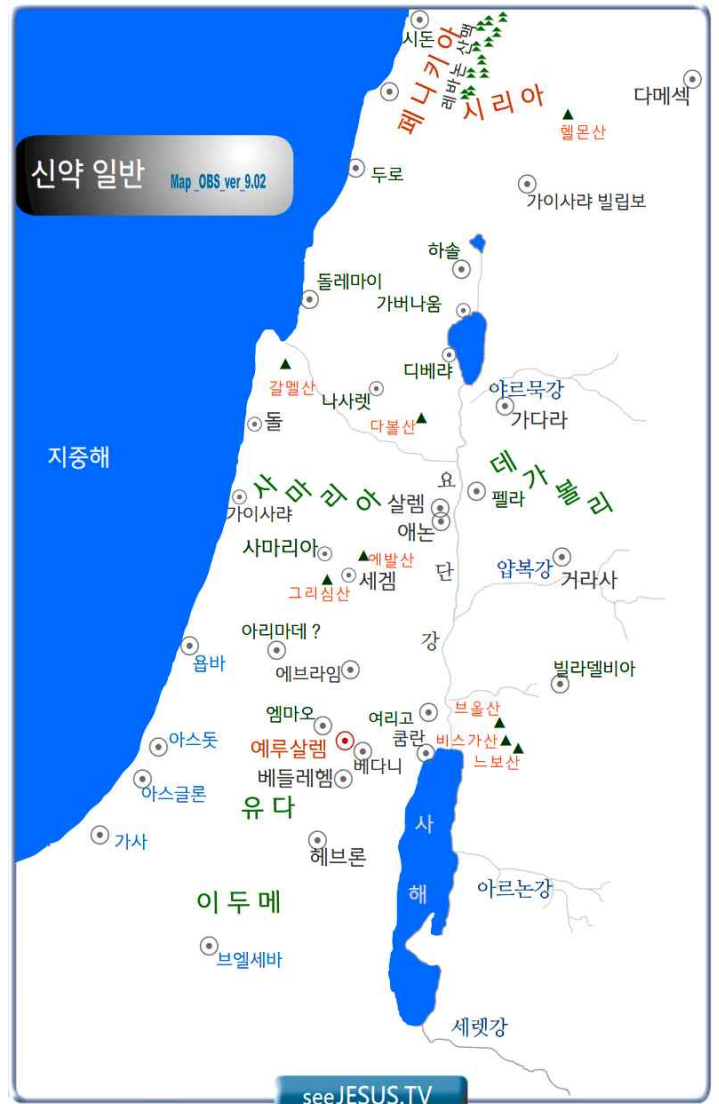 시돈
페니키아
레바논 산맥
시리아
다메섹
헬몬산
신약 일반
Map_OBS_ver_9.02
두로
가이사랴 빌립보
하솔
돌레마이
가버나움
디베랴
갈멜산
나사렛
야르묵강
가다라
다볼산
돌
지중해
데가볼리
사마리아
요단강
살렘
펠라
가이사랴
애논
사마리아
에발산
세겜
그리심산
얍복강
거라사
아리마데 ?
욥바
에브라임
빌라델비아
브올산
엠마오
여리고
아스돗
예루살렘
쿰란
비스가산
베다니
느보산
베들레헴
아스글론
유다
가사
사해
헤브론
아르논강
이두메
브엘세바
세렛강
seeJESUS.TV